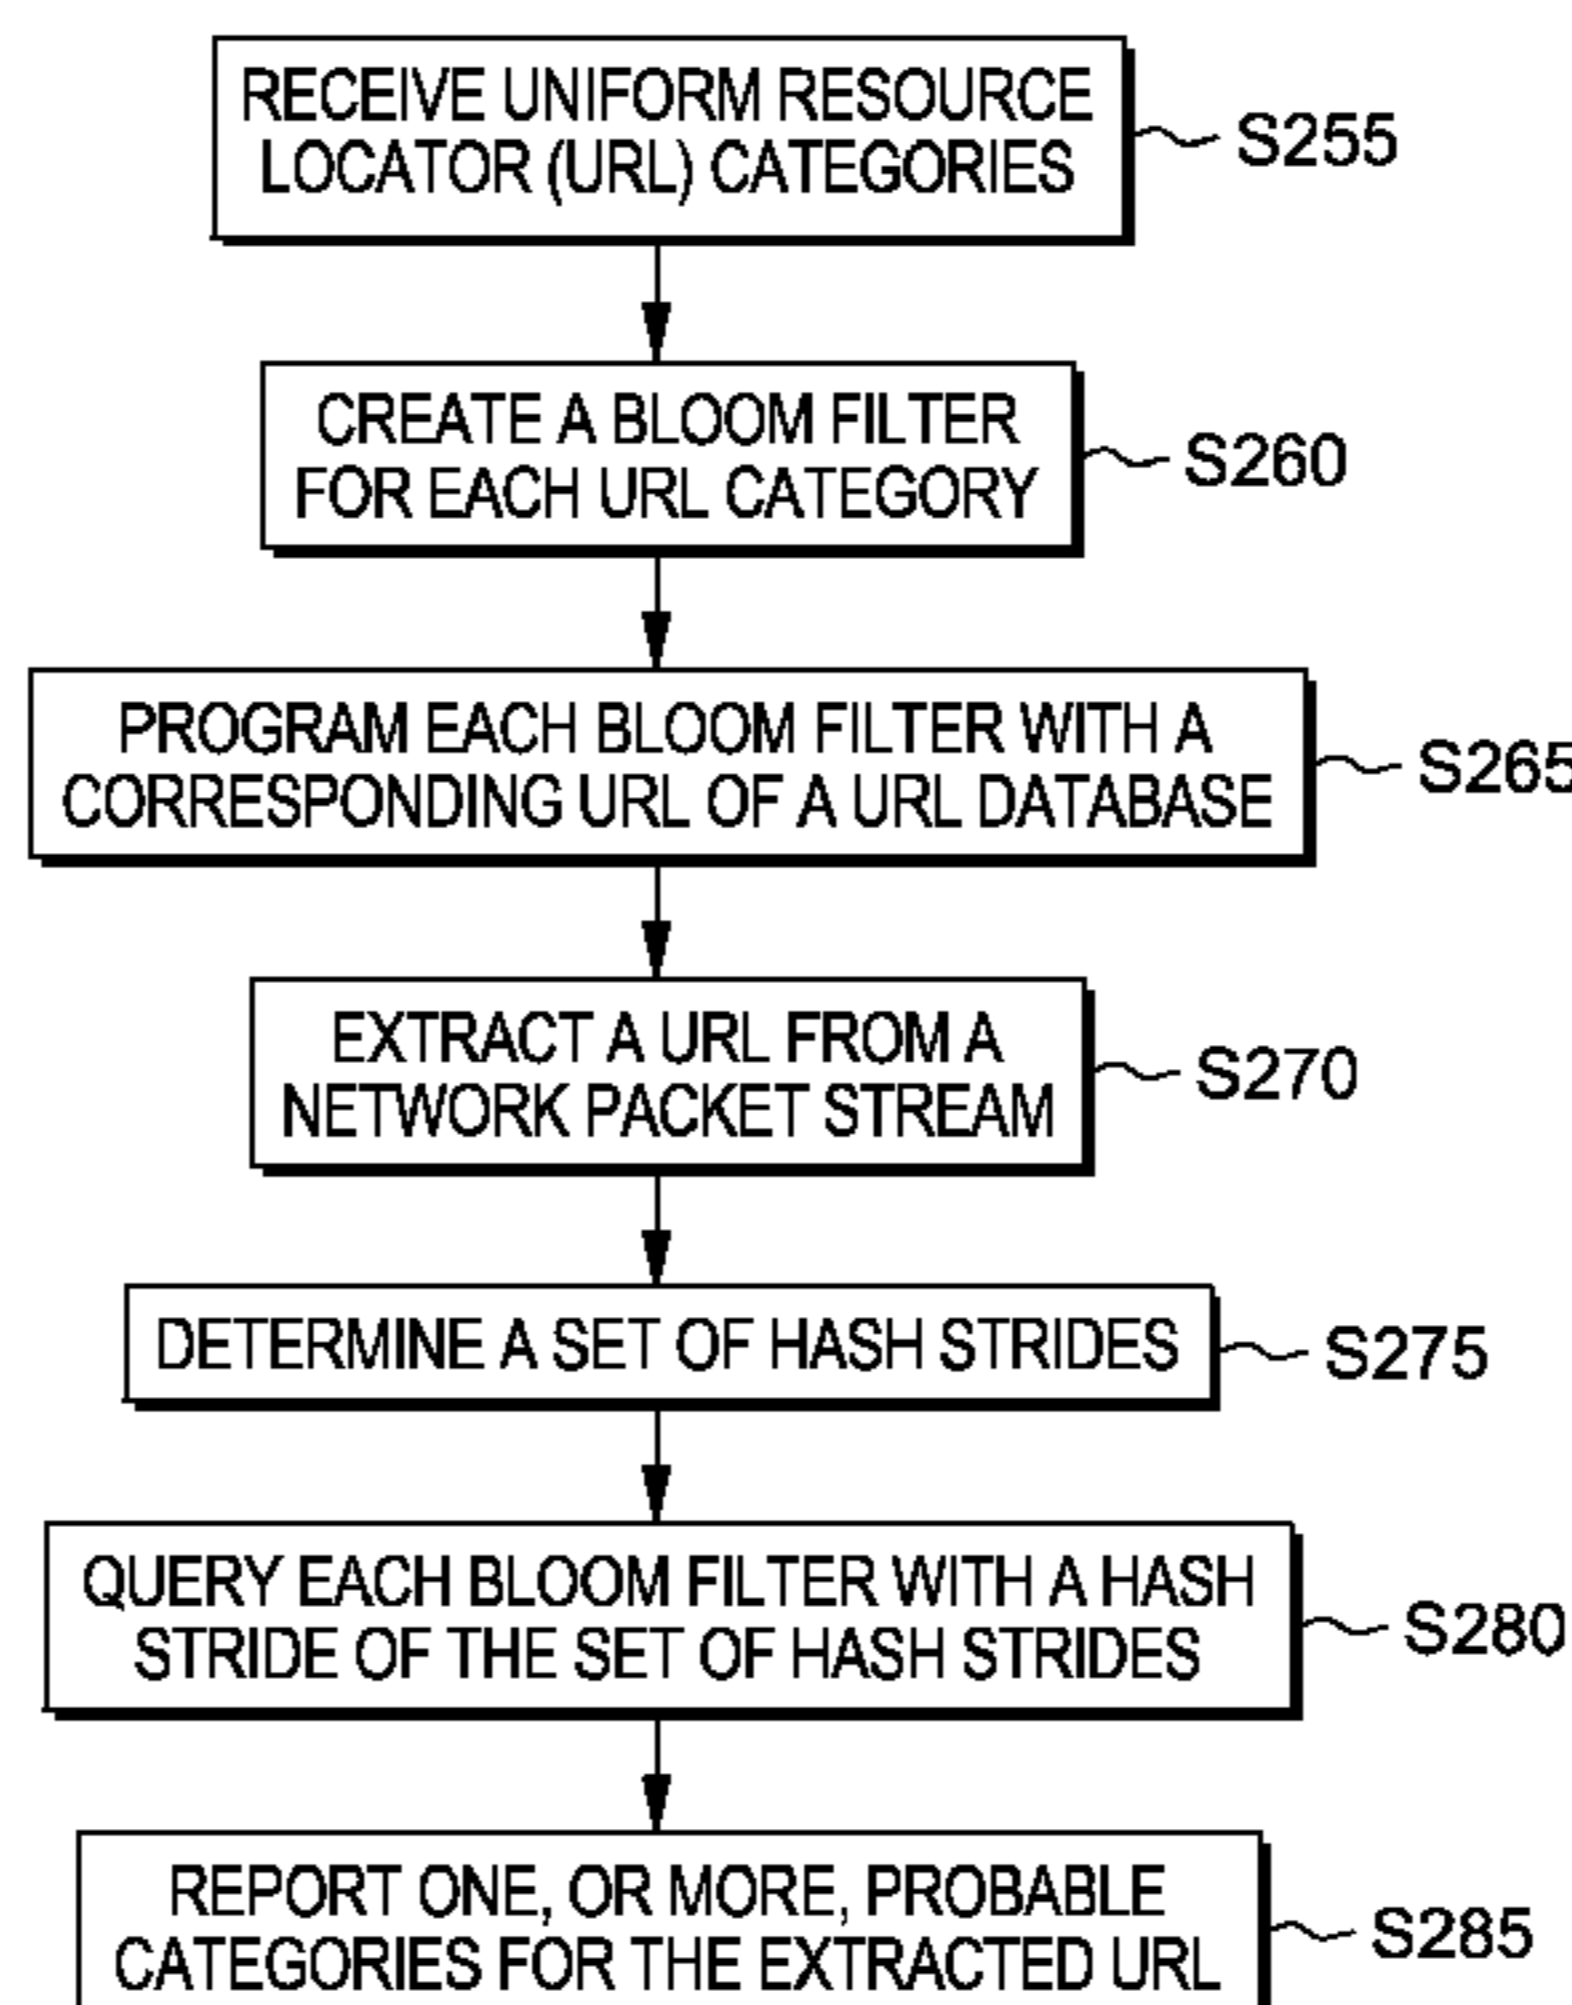 RECEIVE UNIFORM RESOURCE
LOCATOR (URL) CATEGORIES
S255
CREATE A BLOOM FILTER
FOR EACH URL CATEGORY
S260
PROGRAM EACH BLOOM FILTER WITH A
CORRESPONDING URL OF A URL DATABASE
S265
EXTRACT A URL FROM A
NETWORK PACKET STREAM
S270
DETERMINE A SET OF HASH STRIDES
S275
QUERY EACH BLOOM FILTER WITH A HASH
STRIDE OF THE SET OF HASH STRIDES
S280
REPORT ONE, OR MORE, PROBABLE
CATEGORIES FOR THE EXTRACTED URL
S285